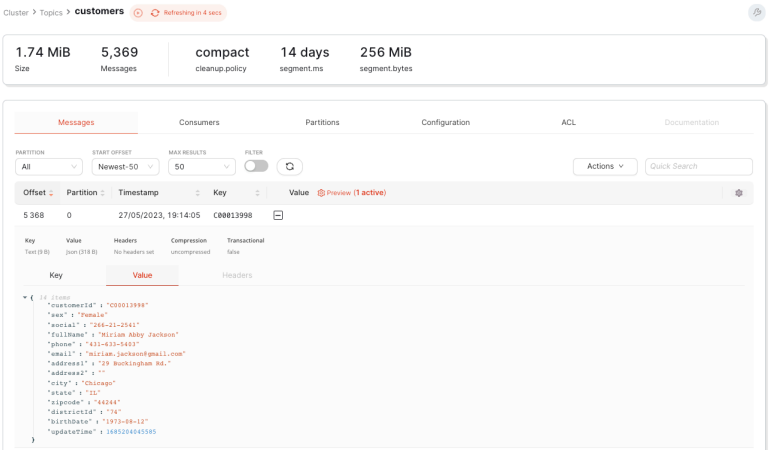 Cluster > Topics > customers Refreshing in 4 secs
1.74 MiB 5,369 compact 14 days 256 MiB
Size Messages cleanup.policy segment.ms segment.bytes
Messages Consumers Partitions Configuration ACL Documentation
PARTITION START OFFSET MAX RESULTS FILTER
All Newest-50 50 Actions Quick Search
Offset Partition Timestamp Key Value Preview (1 active)
5 368 0 27/05/2023, 19:14:05 C00013998
Key Value Headers Compression Transactional
Text (9 B) Json (318 B) No headers set uncompressed false
Key Value Headers
{ 14 items
"customerId" : "C00013998"
"sex" : "Female"
"social" : "266-21-2541"
"fullName" : "Miriam Abby Jackson"
"phone" : "431-633-5403"
"email" : "miriam.jackson@gmail.com"
"address1" : "29 Buckingham Rd."
"address2" : ""
"city" : "Chicago"
"state" : "IL"
"zipcode" : "44244"
"districtId" : "74"
"birthDate" : "1973-08-12"
"updateTime" : 1685204045585
}